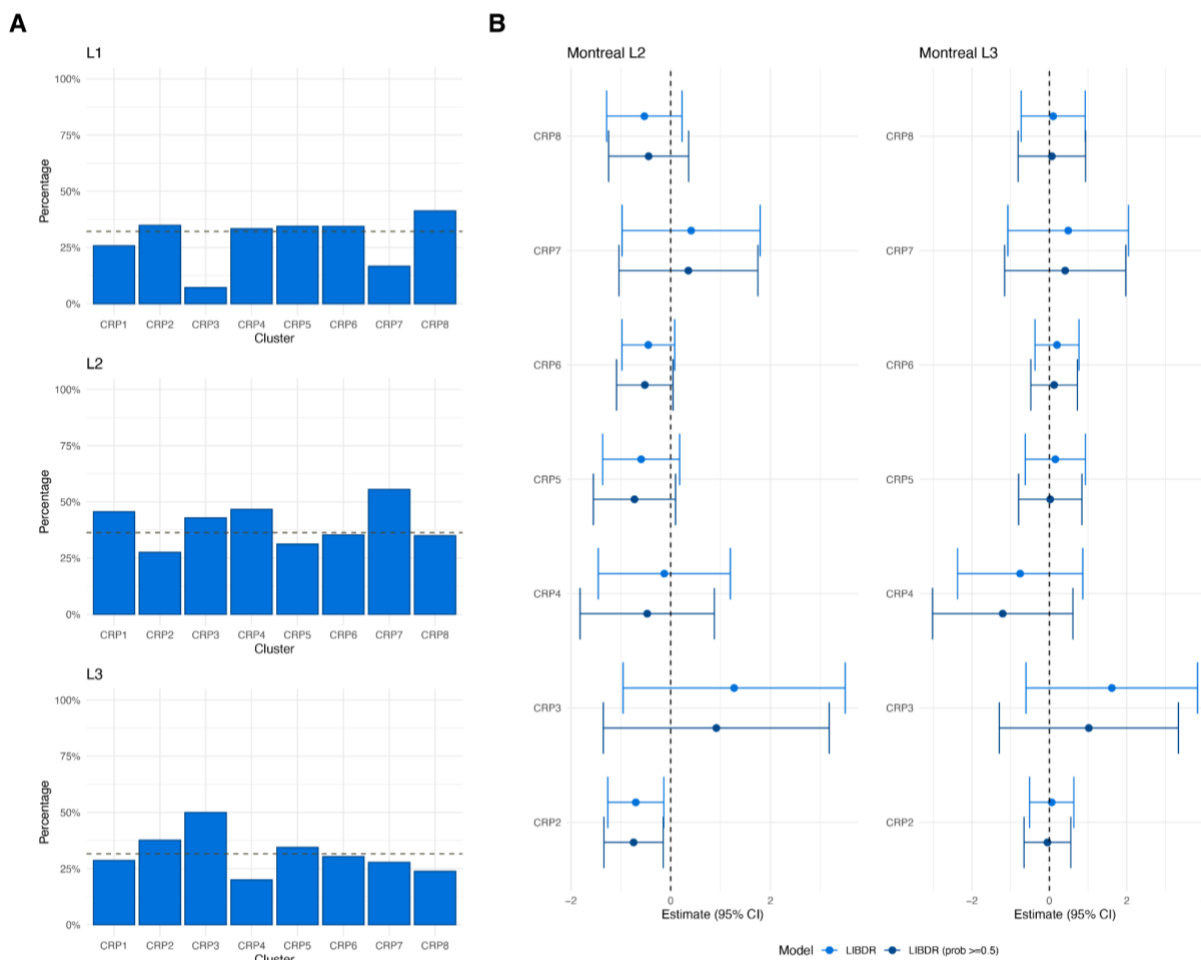 A
B
L1
100%
75%
50%
25%
0%
Percentage
CRP1 CRP2 CRP3 CRP4 CRP5 CRP6 CRP7 CRP8
Cluster
L2
100%
75%
50%
25%
0%
Percentage
CRP1 CRP2 CRP3 CRP4 CRP5 CRP6 CRP7 CRP8
Cluster
L3
100%
75%
50%
25%
0%
Percentage
CRP1 CRP2 CRP3 CRP4 CRP5 CRP6 CRP7 CRP8
Cluster
Montreal L2
CRP8
CRP7
CRP6
CRP5
CRP4
CRP3
CRP2
−2 0 2
Estimate (95% CI)
Montreal L3
CRP8
CRP7
CRP6
CRP5
CRP4
CRP3
CRP2
−2 0 2
Estimate (95% CI)
Model LIBDR LIBDR (prob >=0.5)